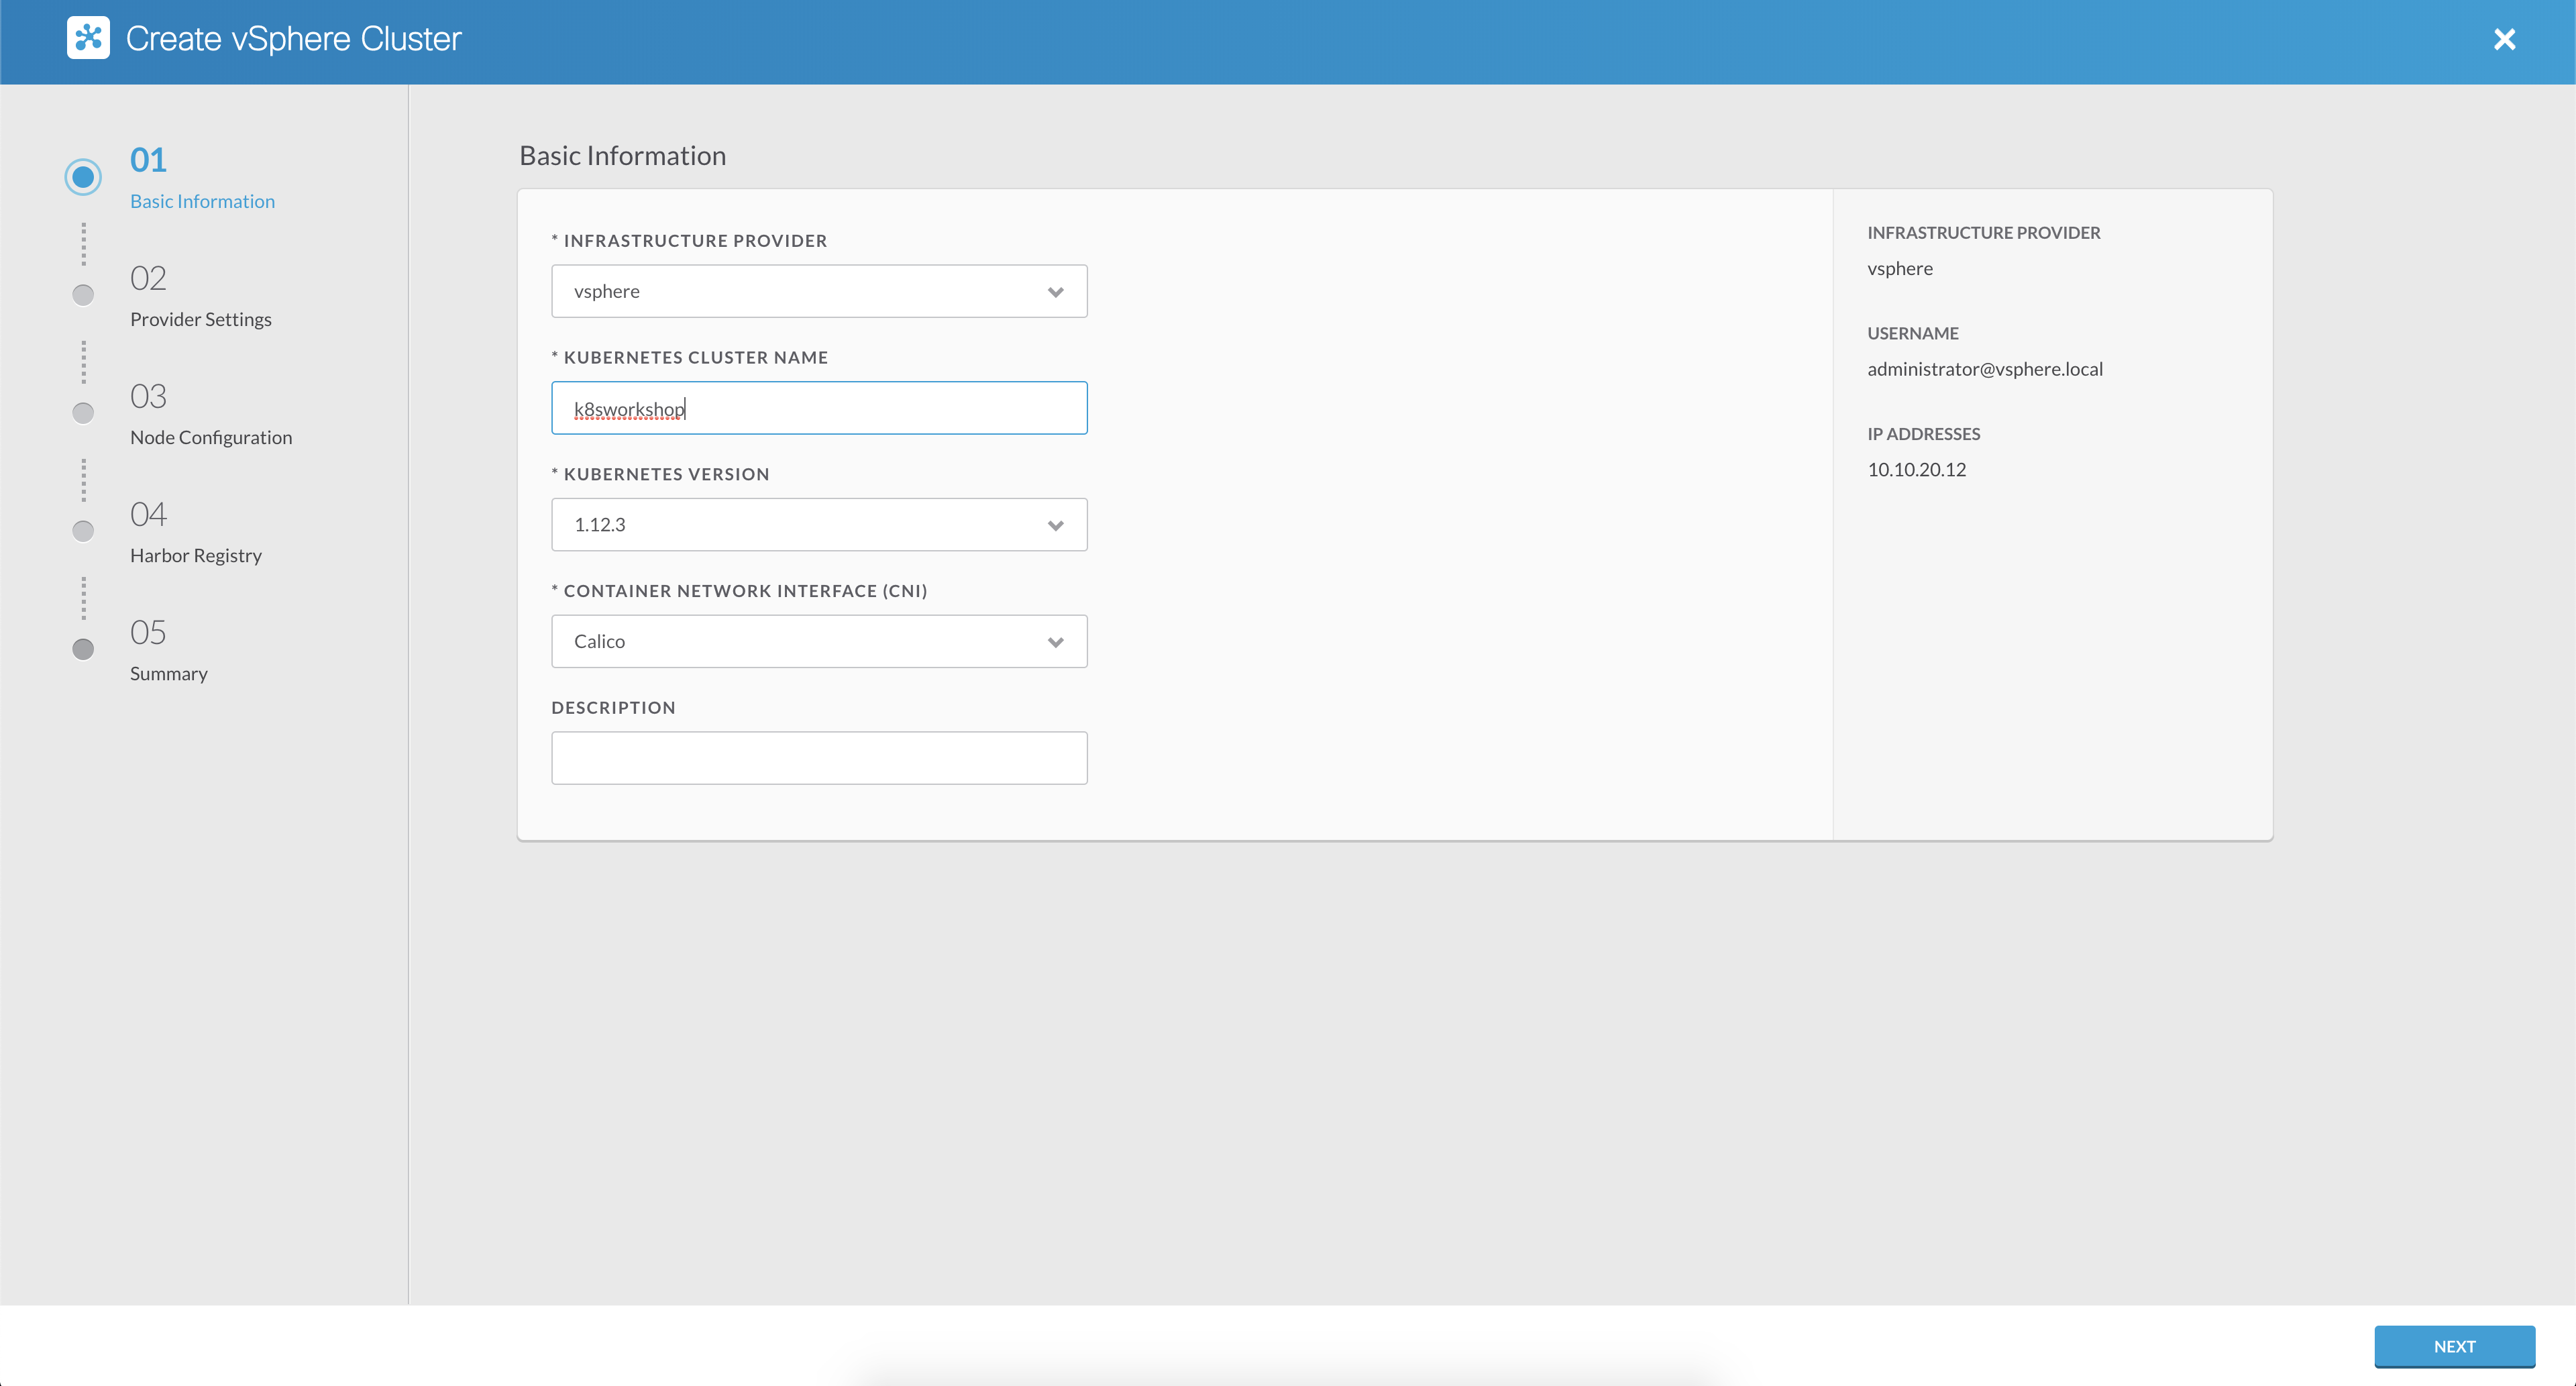 Create vSphere Cluster
01
Basic Information
02
Provider Settings
03
Node Configuration
04
Harbor Registry
05
Summary
Basic Information
* INFRASTRUCTURE PROVIDER
vsphere
* KUBERNETES CLUSTER NAME
k8sworkshop
* KUBERNETES VERSION
1.12.3
* CONTAINER NETWORK INTERFACE (CNI)
Calico
DESCRIPTION
INFRASTRUCTURE PROVIDER
vsphere
USERNAME
administrator@vsphere.local
IP ADDRESSES
10.10.20.12
NEXT